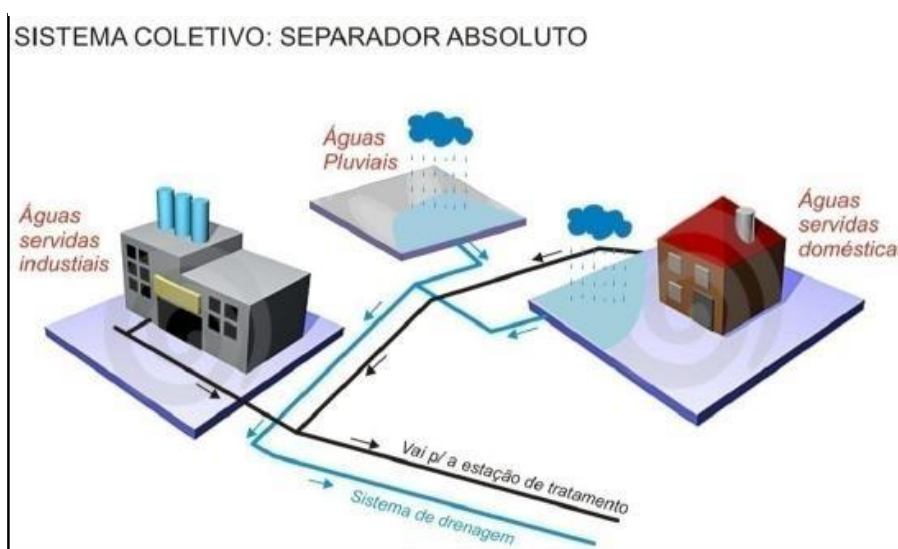 SISTEMA COLETIVO: SEPARADOR ABSOLUTO
Águas
Pluviais
Águas
servidas
industiais
Águas
servidas
doméstica
Vai p/ a estação de tratamento
Sistema de drenagem